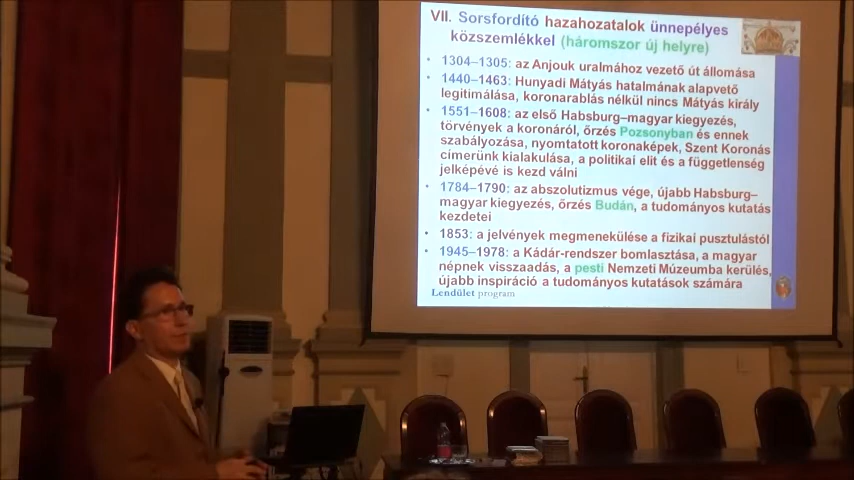 VII. Sorsfordító hazahozatalok ünnepélyes
közszemlékkel (háromszor új helyre)
• 1304–1305: az Anjouk uralmához vezető út állomása
• 1440–1463: Hunyadi Mátyás hatalmának alapvető
legitimálása, koronarablás nélkül nincs Mátyás király
• 1551–1608: az első Habsburg–magyar kiegyezés,
törvények a koronáról, őrzés Pozsonyban és ennek
szabályozása, nyomtatott koronaképek, Szent Koronás
címerünk kialakulása, a politikai elit és a függetlenség
jelképévé is kezd válni
• 1784–1790: az abszolutizmus vége, újabb Habsburg–
magyar kiegyezés, őrzés Budán, a tudományos kutatás
kezdetei
• 1853: a jelvények megmenekülése a fizikai pusztulástól
• 1945–1978: a Kádár-rendszer bomlasztása, a magyar
népnek visszaadás, a pesti Nemzeti Múzeumba kerülés,
újabb inspiráció a tudományos kutatások számára
Lendület program